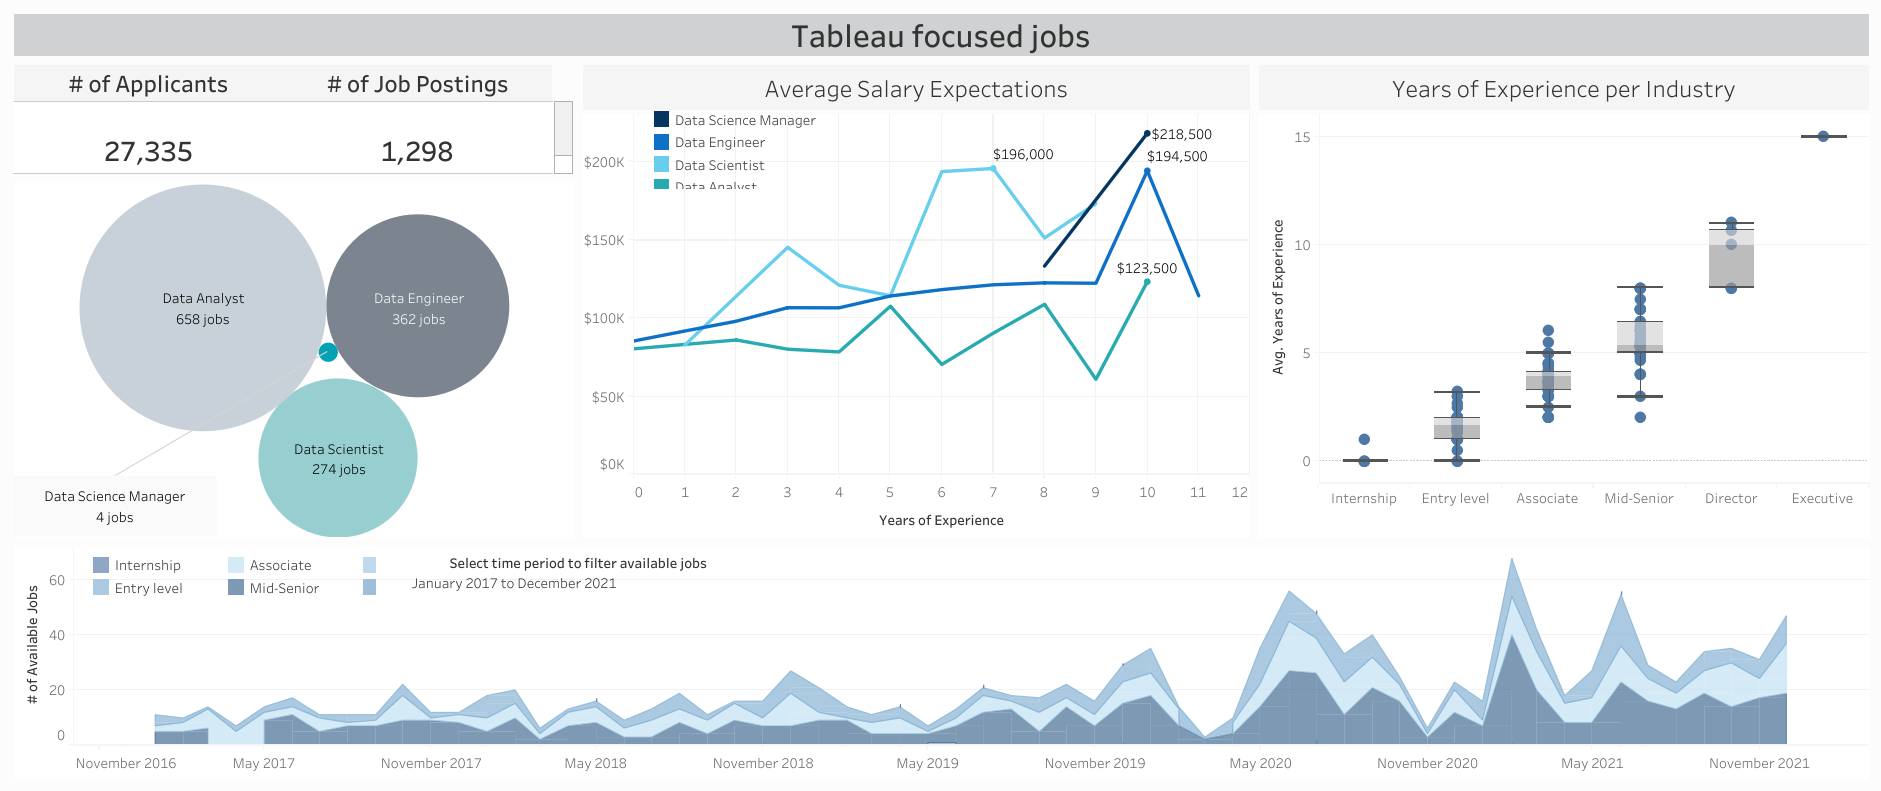 Tableau focused jobs
# of Applicants
# of Job Postings
27,335
1,298
Data Analyst
658 jobs
Data Engineer
362 jobs
Data Scientist
274 jobs
Data Science Manager
4 jobs
Average Salary Expectations
Data Science Manager
Data Engineer
Data Scientist
Data Analyst
$200K
$150K
$100K
$50K
$0K
$196,000
$218,500
$194,500
$123,500
0
1
2
3
4
5
6
7
8
9
10
11
12
Years of Experience
Years of Experience per Industry
Avg. Years of Experience
15
10
5
0
Internship
Entry level
Associate
Mid-Senior
Director
Executive
Internship
Associate
Entry level
Mid-Senior
Select time period to filter available jobs
January 2017 to December 2021
# of Available Jobs
60
40
20
0
November 2016
May 2017
November 2017
May 2018
November 2018
May 2019
November 2019
May 2020
November 2020
May 2021
November 2021